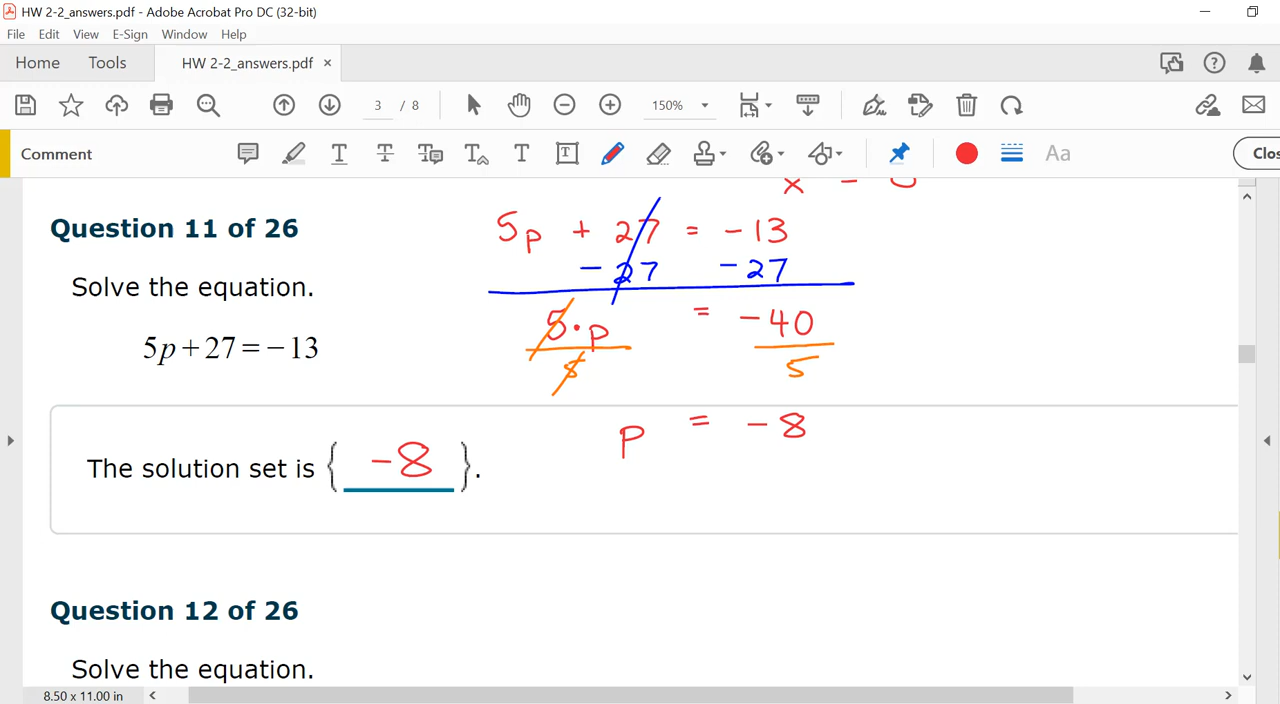 HW 2-2_answers.pdf - Adobe Acrobat Pro DC (32-bit)
File Edit View E-Sign Window Help
Home Tools HW 2-2_answers.pdf ×
3 / 8 150%
Comment Aa Clos
Question 11 of 26
5p + 27 = -13
- 27 -27
Solve the equation.
5·p = -40
5 5
5p+27=-13
p = -8
The solution set is { -8 }.
Question 12 of 26
Solve the equation.
8.50 x 11.00 in